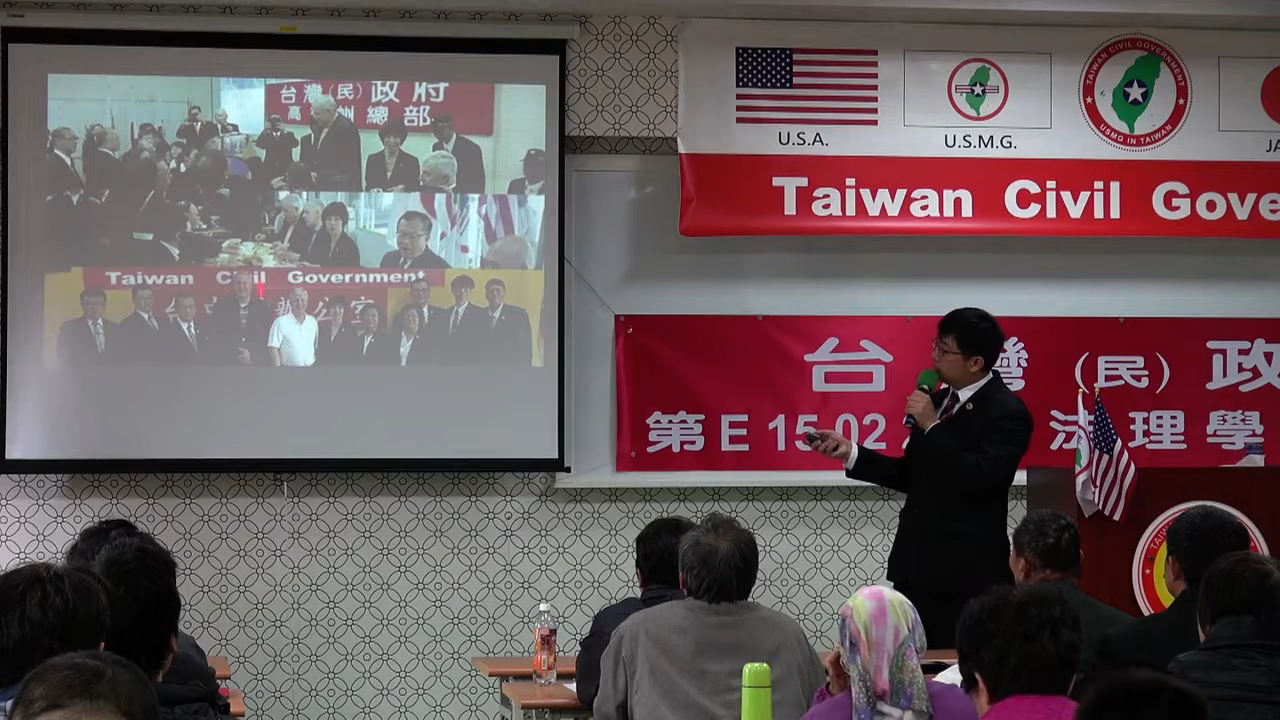 台灣(民)政府
高 州總部
Taiwan Civil Government
U.S.A.
U.S.M.G.
TAIWAN CIVIL GOVERNMENT
USMG IN TAIWAN
JA
Taiwan Civil Gove
台灣(民)政
第E15-02
法理學